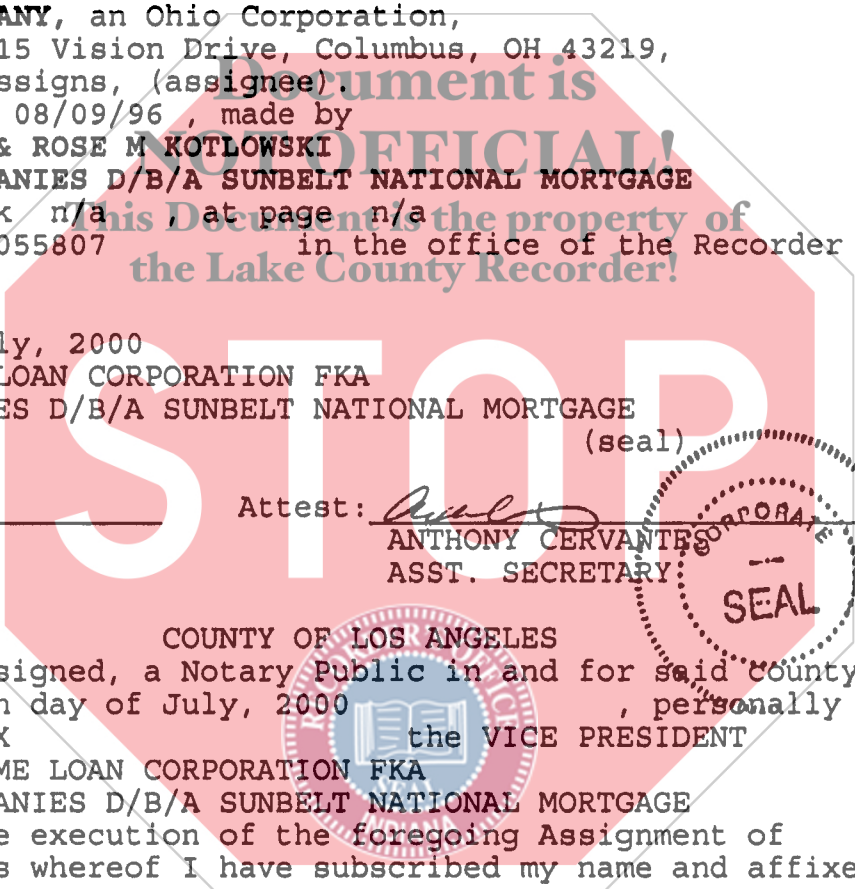 ANY, an Ohio Corporation,
15 Vision Drive, Columbus, OH 43219,
ssigns, (assignee).
08/09/96 , made by
& ROSE M KOTLOWSKI
ANIES D/B/A SUNBELT NATIONAL MORTGAGE
k n/a , at page n/a
055807 in the office of the Recorder
Document is
NOT OFFICIAL!
This Document is the property of
the Lake County Recorder!
STOP
ly, 2000
LOAN CORPORATION FKA
ES D/B/A SUNBELT NATIONAL MORTGAGE
(seal)
Attest:
ANTHONY CERVANTES
ASST. SECRETARY
CORPORATE
SEAL
COUNTY OF LOS ANGELES
signed, a Notary Public in and for said county
n day of July, 2000 , personally
X the VICE PRESIDENT
ME LOAN CORPORATION FKA
ANIES D/B/A SUNBELT NATIONAL MORTGAGE
e execution of the foregoing Assignment of
s whereof I have subscribed my name and affixe
RECORDER OFFICE
SEAL
INDIANA